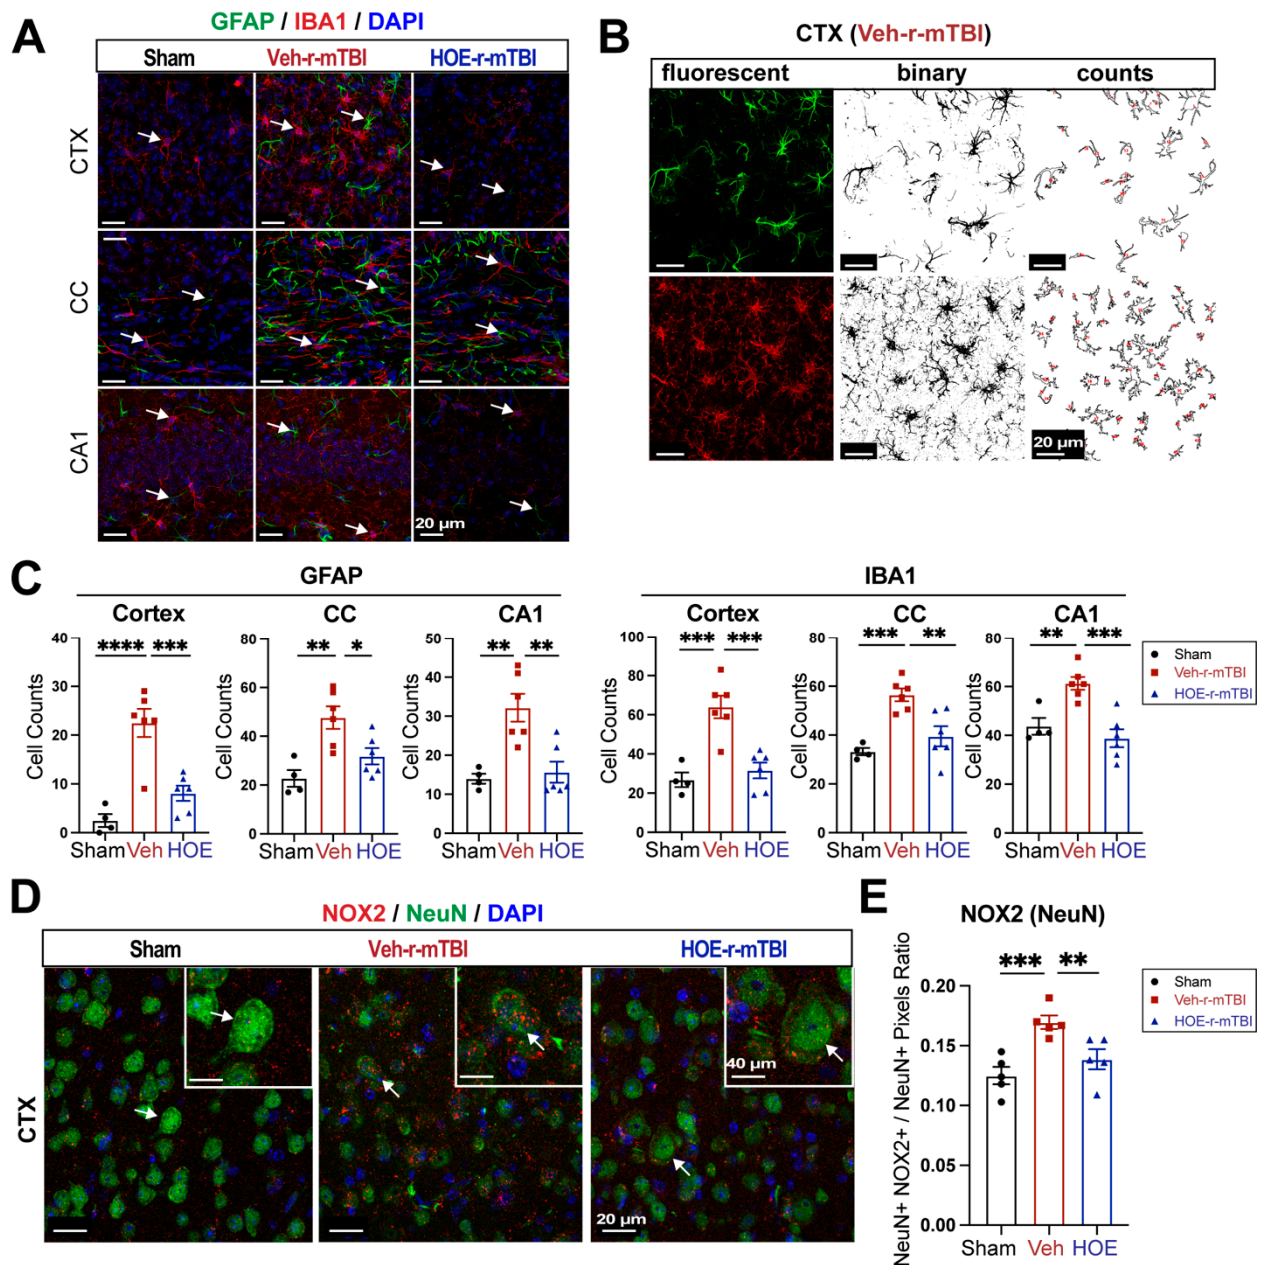 A
GFAP / IBA1 / DAPI
Sham Veh-r-mTBI HOE-r-mTBI
CTX
CC
CA1
20 µm
B
CTX (Veh-r-mTBI)
fluorescent binary counts
20 µm
C
GFAP
Cortex CC CA1
Cell Counts
40
30
20
10
0
**** ***
Sham Veh HOE
Cell Counts
80
60
40
20
0
** *
Sham Veh HOE
Cell Counts
50
40
30
20
10
0
** **
Sham Veh HOE
IBA1
Cortex CC CA1
Cell Counts
100
80
60
40
20
0
*** ***
Sham Veh HOE
Cell Counts
80
60
40
20
0
*** **
Sham Veh HOE
Cell Counts
80
60
40
20
0
** ***
Sham Veh HOE
Sham
Veh-r-mTBI
HOE-r-mTBI
D
NOX2 / NeuN / DAPI
Sham Veh-r-mTBI HOE-r-mTBI
CTX
40 µm
20 µm
E
NOX2 (NeuN)
NeuN+ NOX2+ / NeuN+ Pixels Ratio
0.20
0.15
0.10
0.05
0.00
*** **
Sham Veh HOE
Sham
Veh-r-mTBI
HOE-r-mTBI